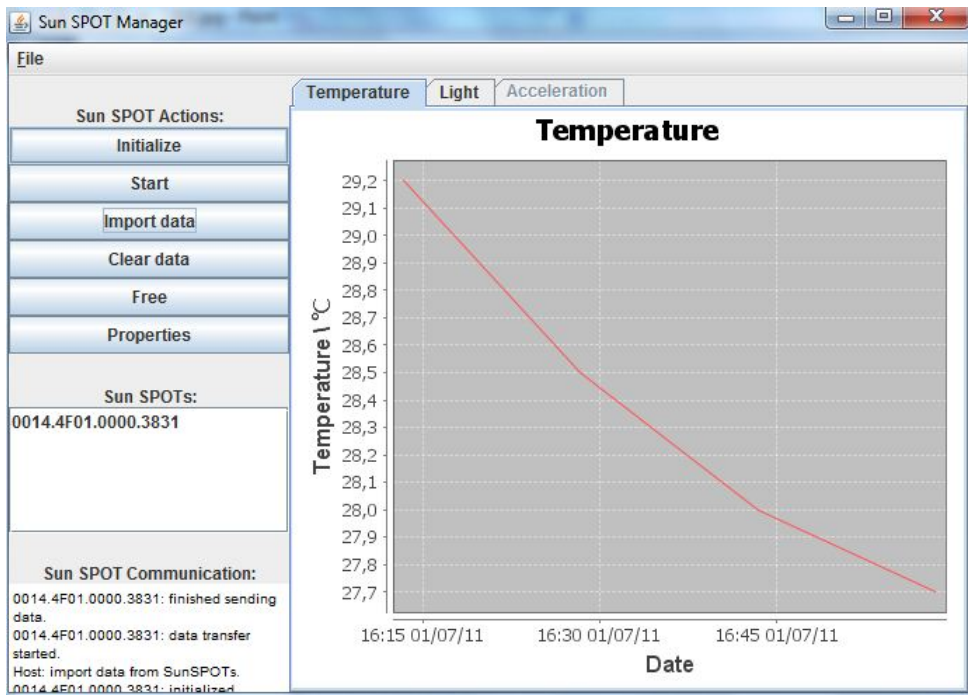 Sun SPOT Manager
File
Sun SPOT Actions:
Initialize
Start
Import data
Clear data
Free
Properties
Sun SPOTs:
0014.4F01.0000.3831
Sun SPOT Communication:
0014.4F01.0000.3831: finished sending
data.
0014.4F01.0000.3831: data transfer
started.
Host: import data from SunSPOTs.
0014.4F01.0000.3831: initialized
Temperature Light Acceleration
Temperature
Temperature \ °C
29,2
29,1
29,0
28,9
28,8
28,7
28,6
28,5
28,4
28,3
28,2
28,1
28,0
27,9
27,8
27,7
16:15 01/07/11 16:30 01/07/11 16:45 01/07/11
Date